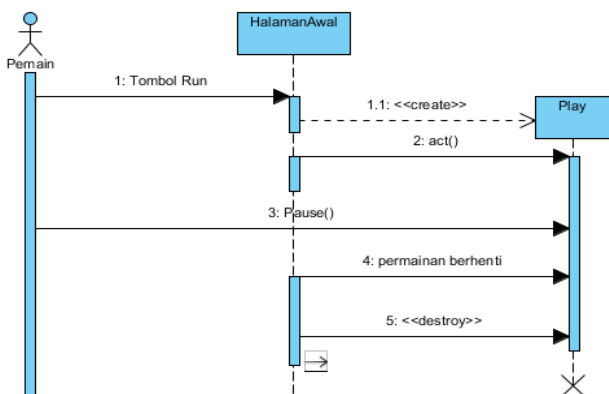 HalamanAwal
Pemain
1: Tombol Run
1.1: <<create>>
Play
2: act()
3: Pause()
4: permainan berhenti
5: <<destroy>>